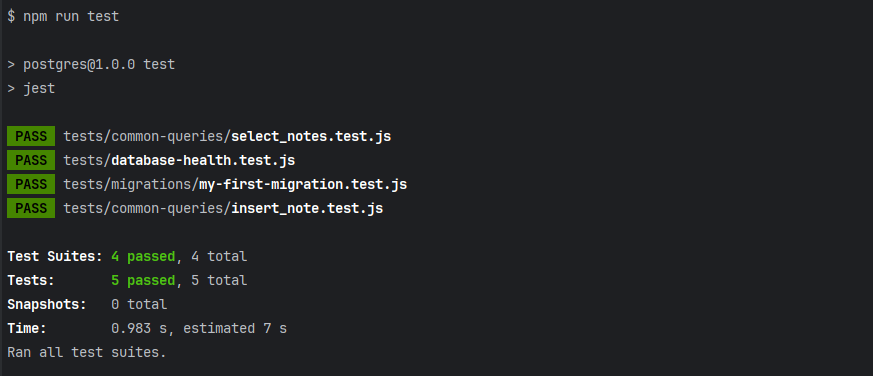 $ npm run test
> postgres@1.0.0 test
> jest
PASS tests/common-queries/select_notes.test.js
PASS tests/database-health.test.js
PASS tests/migrations/my-first-migration.test.js
PASS tests/common-queries/insert_note.test.js
Test Suites: 4 passed, 4 total
Tests: 5 passed, 5 total
Snapshots: 0 total
Time: 0.983 s, estimated 7 s
Ran all test suites.